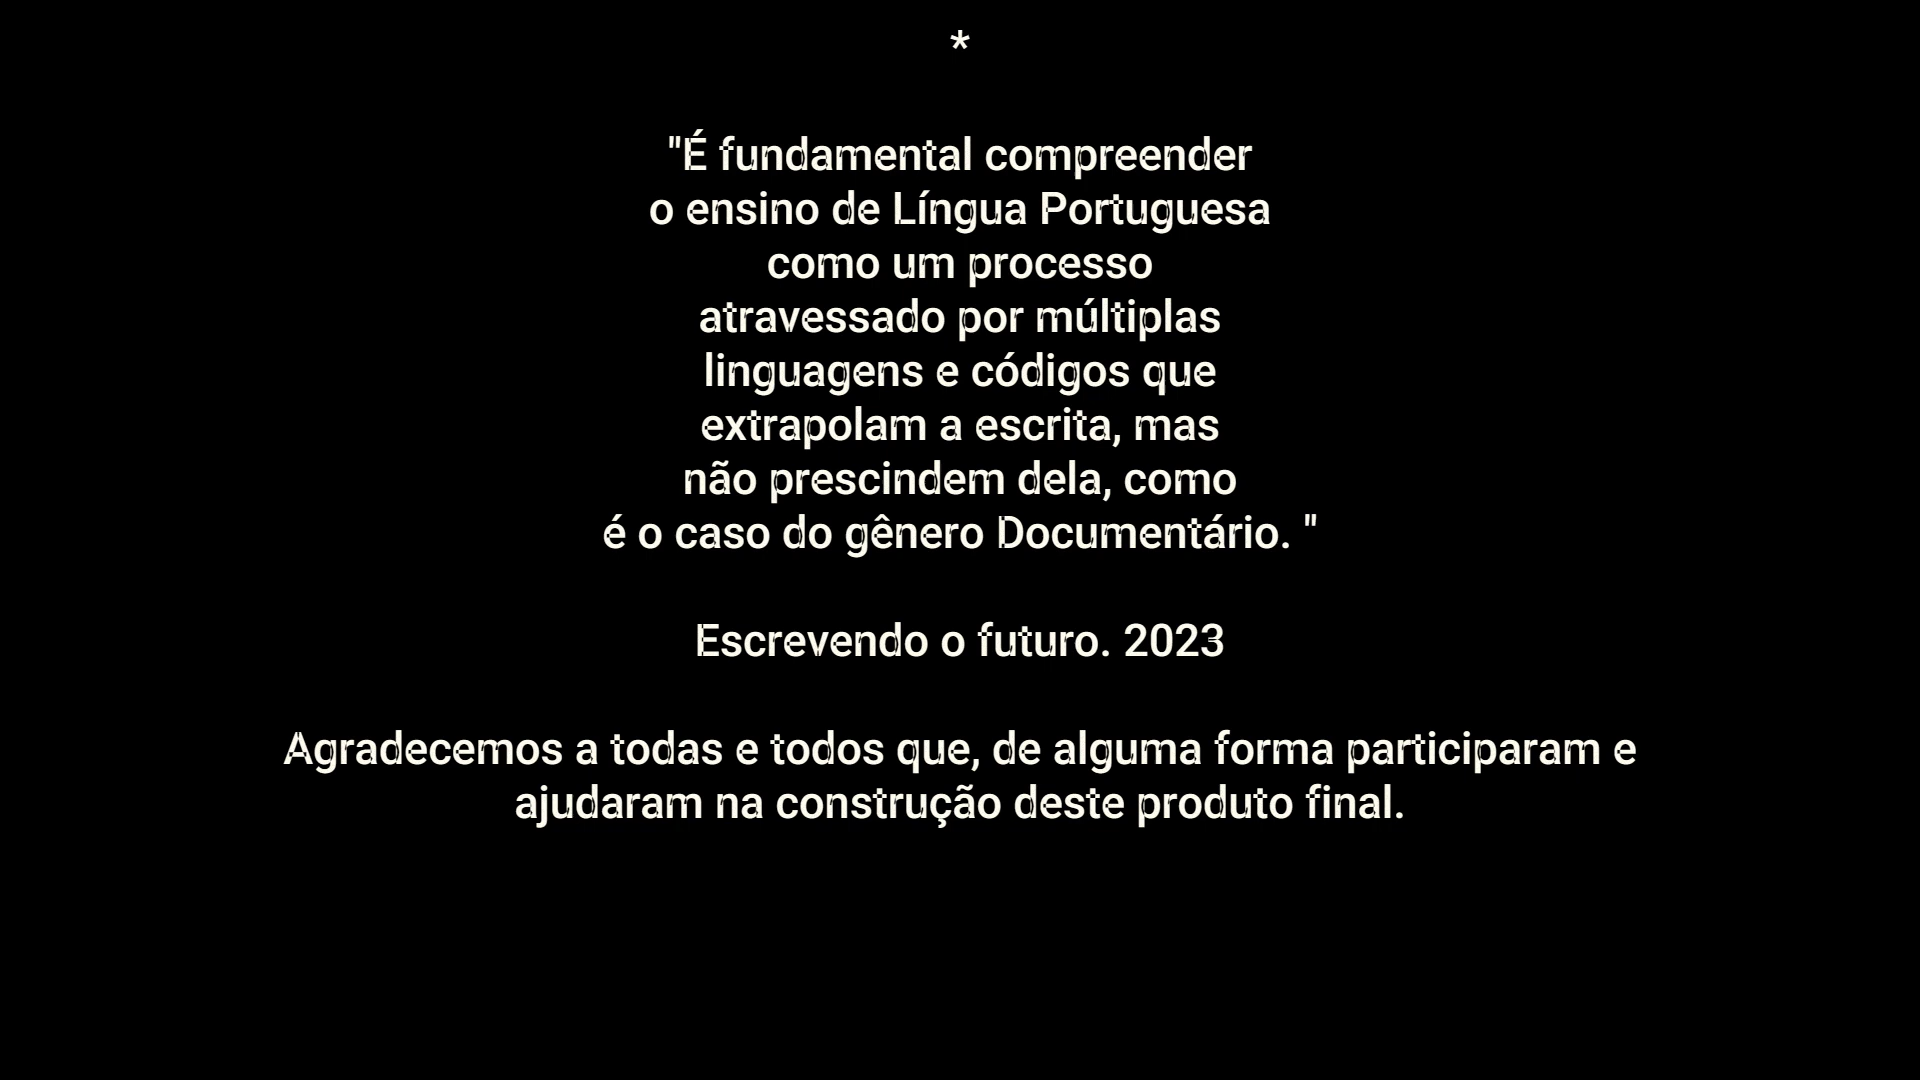 *
"É fundamental compreender
o ensino de Língua Portuguesa
como um processo
atravessado por múltiplas
linguagens e códigos que
extrapolam a escrita, mas
não prescindem dela, como
é o caso do gênero Documentário. "
Escrevendo o futuro. 2023
Agradecemos a todas e todos que, de alguma forma participaram e
ajudaram na construção deste produto final.